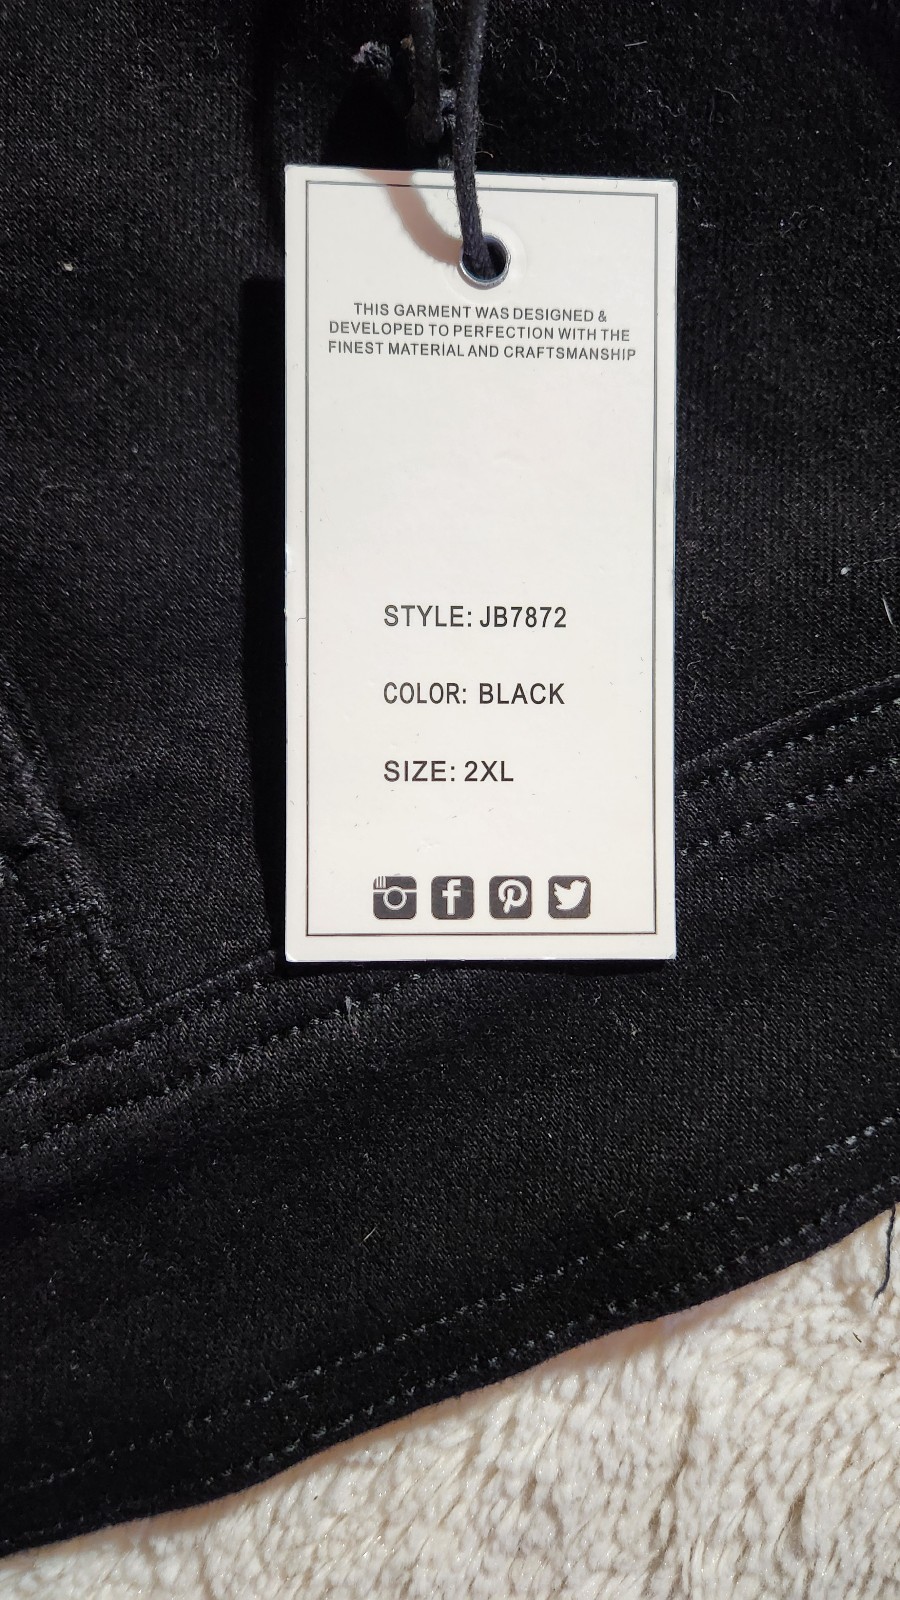 THIS GARMENT WAS DESIGNED &
DEVELOPED TO PERFECTION WITH THE
FINEST MATERIAL AND CRAFTSMANSHIP
STYLE: JB7872
COLOR: BLACK
SIZE: 2XL